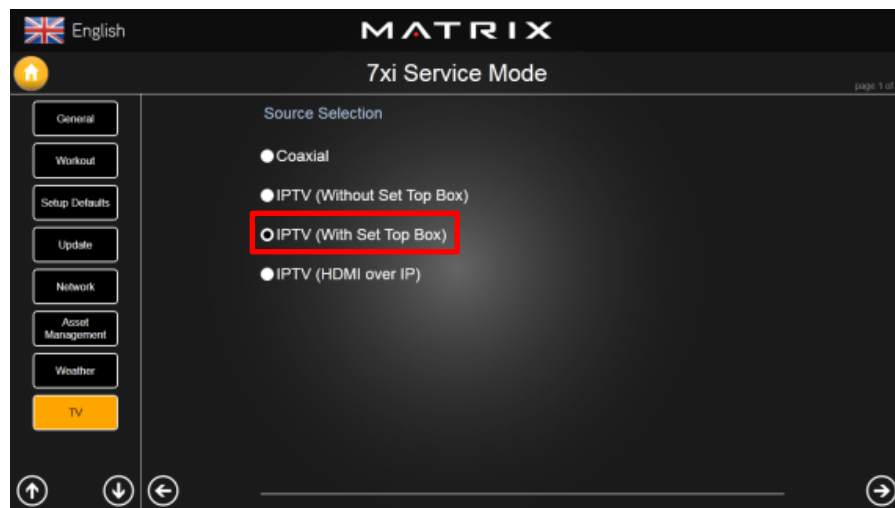 English
MATRIX
7xi Service Mode
page 1 of
General
Workout
Setup Defaults
Update
Network
Asset
Management
Weather
TV
Source Selection
Coaxial
IPTV (Without Set Top Box)
IPTV (With Set Top Box)
IPTV (HDMI over IP)